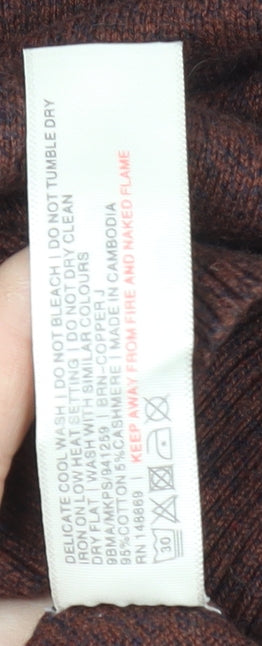 DELICATE COOL WASH | DO NOT BLEACH | DO NOT TUMBLE DRY
IRON ON LOW HEAT SETTING | DO NOT DRY CLEAN
DRY FLAT WASH WITH SIMILAR COLOURS
9BMA/MKPS/941259 | BRN-COPPER J
95%COTTON 5%CASHMERE | MADE IN CAMBODIA
RN 148869 | KEEP AWAY FROM FIRE AND NAKED FLAME
30